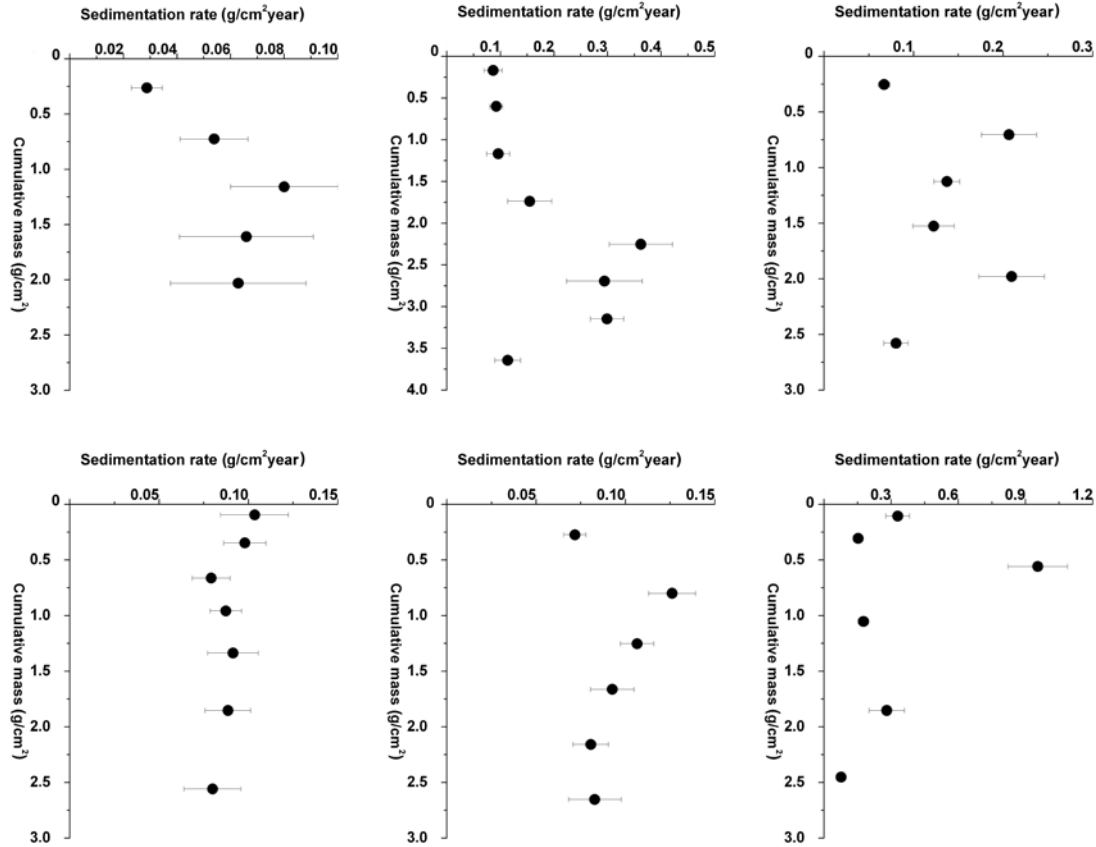 Sedimentation rate (g/cm²year)
0.02 0.04 0.06 0.08 0.10
0
0.5
1.0
1.5
2.0
2.5
3.0
Cumulative mass (g/cm²)
Sedimentation rate (g/cm²year)
0.1 0.2 0.3 0.4 0.5
0
0.5
1.0
1.5
2.0
2.5
3.0
3.5
4.0
Cumulative mass (g/cm²)
Sedimentation rate (g/cm²year)
0.1 0.2 0.3
0
0.5
1.0
1.5
2.0
2.5
3.0
Cumulative mass (g/cm²)
Sedimentation rate (g/cm²year)
0.05 0.10 0.15
0
0.5
1.0
1.5
2.0
2.5
3.0
Cumulative mass (g/cm²)
Sedimentation rate (g/cm²year)
0.05 0.10 0.15
0
0.5
1.0
1.5
2.0
2.5
3.0
Cumulative mass (g/cm²)
Sedimentation rate (g/cm²year)
0.3 0.6 0.9 1.2
0
0.5
1.0
1.5
2.0
2.5
3.0
Cumulative mass (g/cm²)